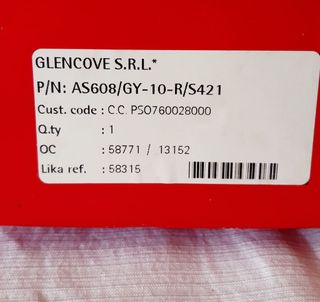 GLENCOVE S.R.L.*
P/N: AS608/GY-10-R/S421
Cust. code : C.C. PSO760028000
Q.ty : 1
OC : 58771 / 13152
Lika ref. : 58315